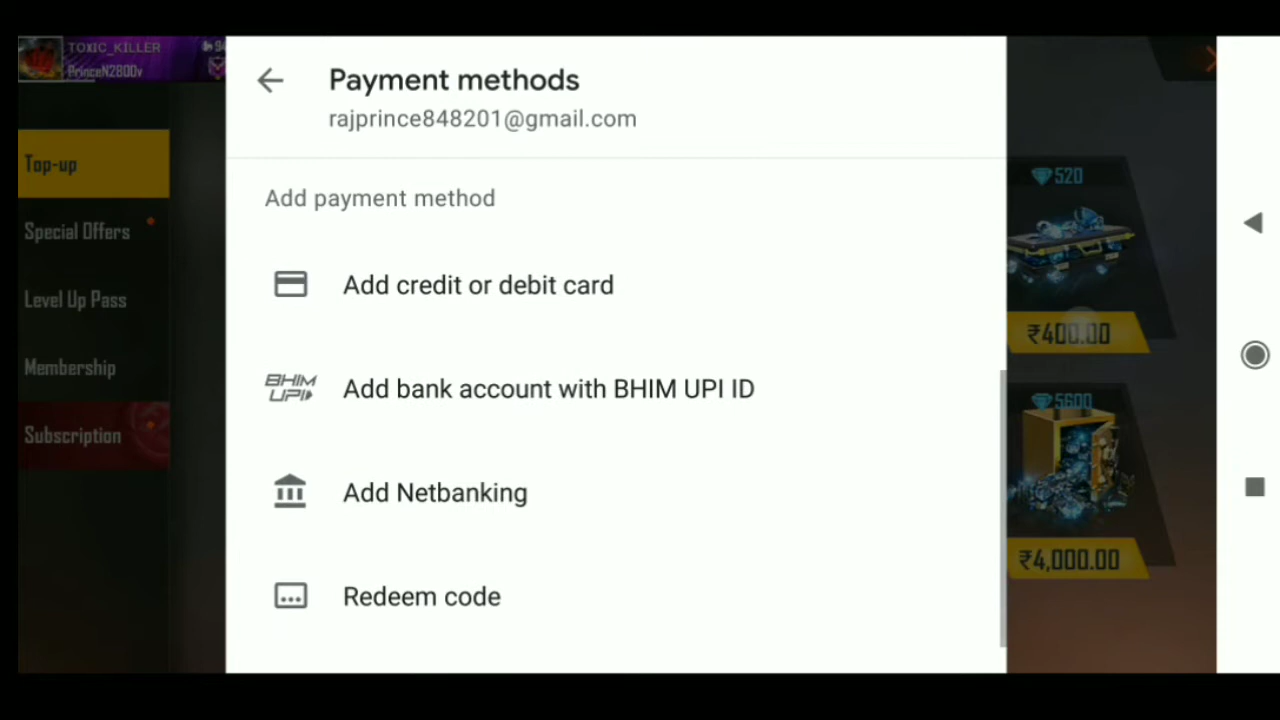 TOXIC_KILLER
PrinceN2800v
Payment methods
rajprince848201@gmail.com
Add payment method
Add credit or debit card
BHIM
UPI
Add bank account with BHIM UPI ID
Add Netbanking
Redeem code
Top-up
Special Offers
Level Up Pass
Membership
Subscription
520
₹400.00
5600
₹4,000.00